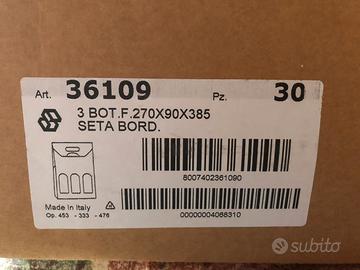 Art. 36109 Pz. 30
3 BOT.F.270X90X385
SETA BORD.
8007402361090
Made in Italy
Op. 453 - 333 - 476
00000004068310
subito